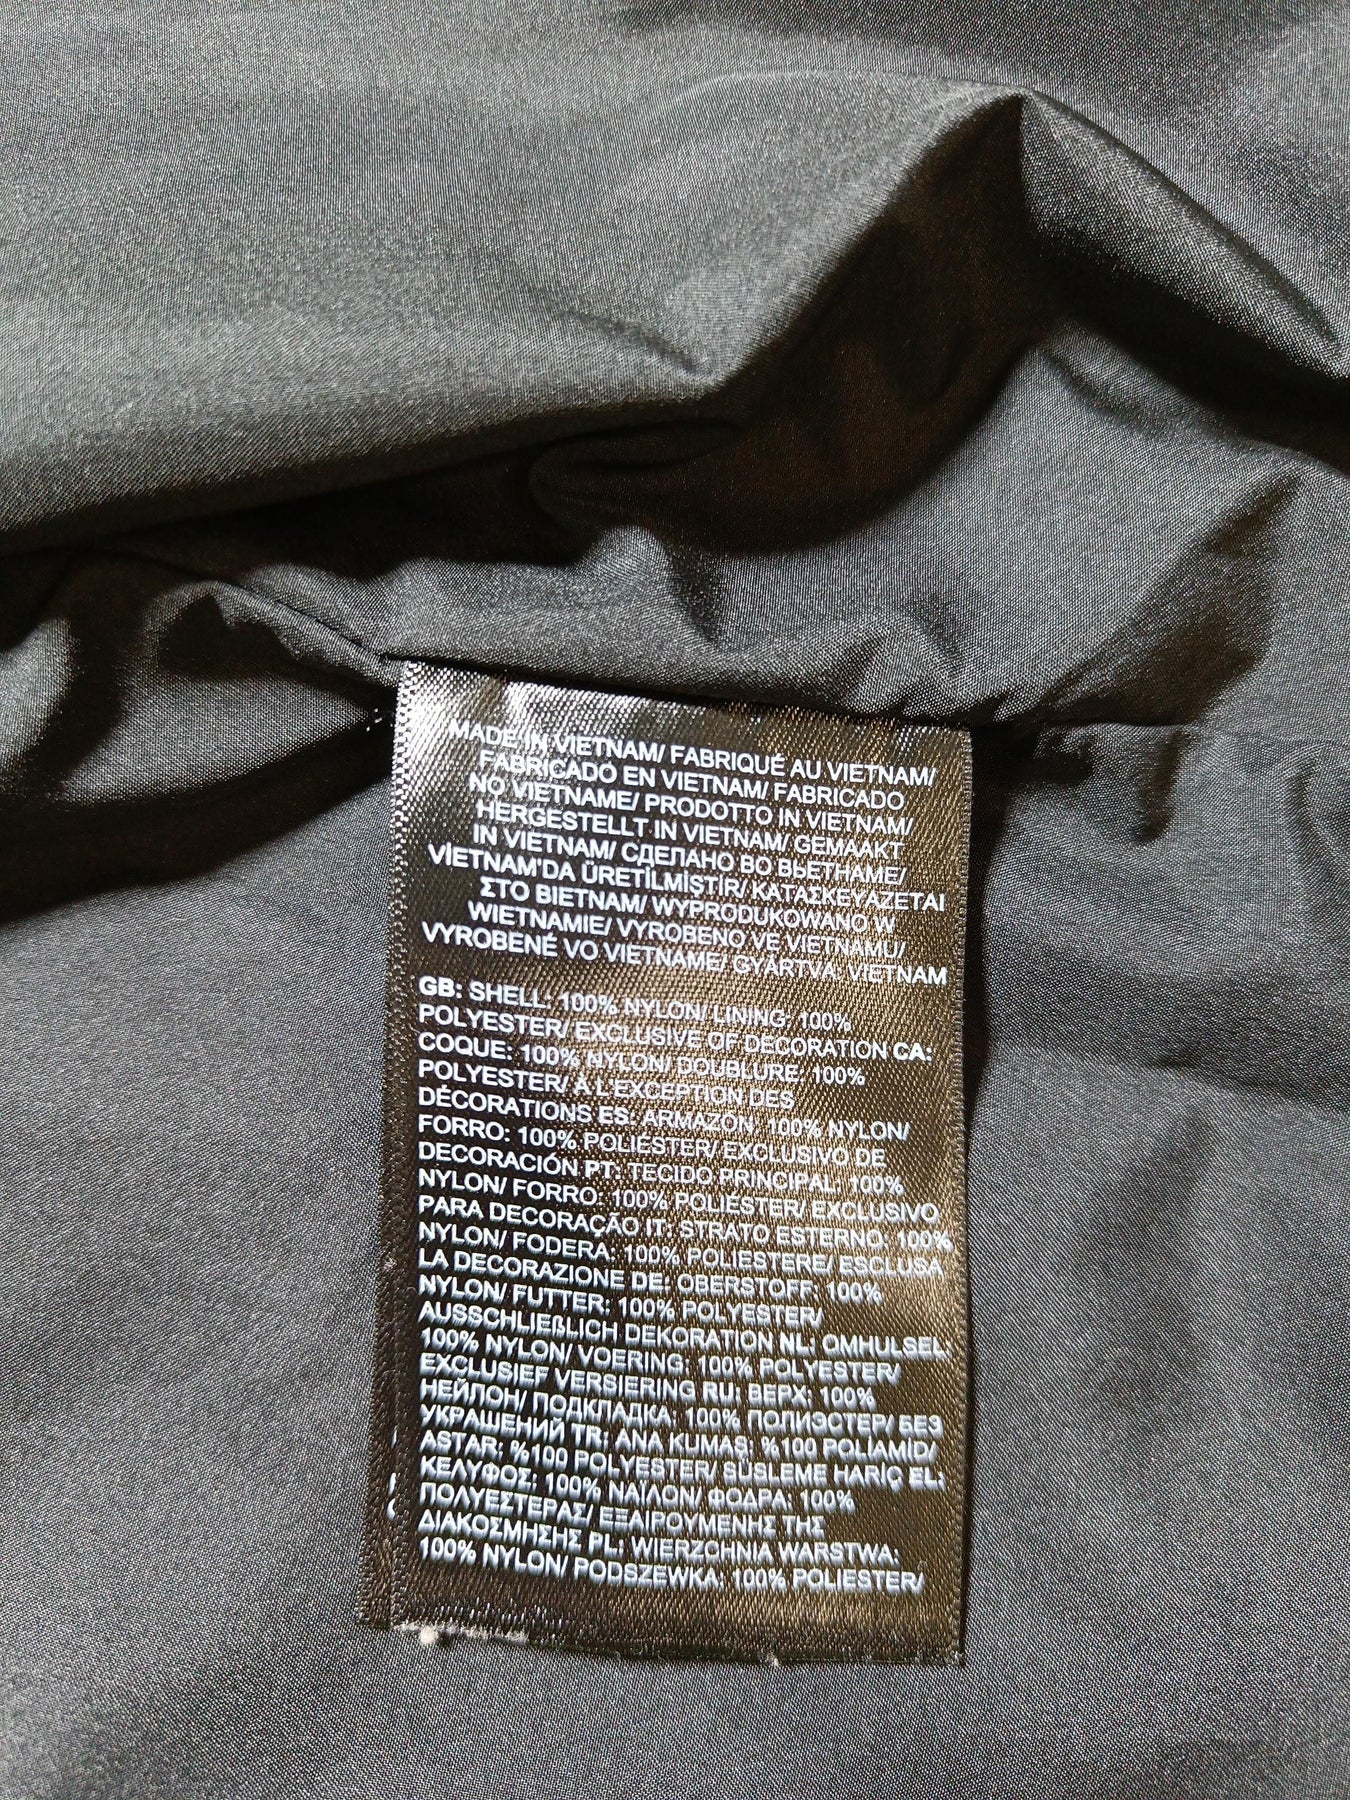 MADE IN VIETNAM/ FABRIQUÉ AU VIETNAM/
FABRICADO EN VIETNAM/ FABRICADO
NO VIETNAME/ PRODOTTO IN VIETNAM/
HERGESTELLT IN VIETNAM/ GEMAAKT
IN VIETNAM/ СДЕЛАНО ВО ВЬЕТНАМЕ/
VİETNAM'DA ÜRETİLMİŞTİR/ ΚΑΤΑΣΚΕΥΑΖΕΤΑΙ
ΣΤΟ ΒΙΕΤΝΑΜ/ WYPRODUKOWANO W
WIETNAMIE/ VYROBENO VE VIETNAMU/
VYROBENÉ VO VIETNAME/ GYÁRTVA: VIETNAM
GB: SHELL: 100% NYLON/ LINING: 100%
POLYESTER/ EXCLUSIVE OF DECORATION CA:
COQUE: 100% NYLON/ DOUBLURE: 100%
POLYESTER/ À L'EXCEPTION DES
DÉCORATIONS ES: ARMAZÓN: 100% NYLON/
FORRO: 100% POLIÉSTER/ EXCLUSIVO DE
DECORACIÓN PT: TECIDO PRINCIPAL: 100%
NYLON/ FORRO: 100% POLIÉSTER/ EXCLUSIVO
PARA DECORAÇÃO IT: STRATO ESTERNO: 100%
NYLON/ FODERA: 100% POLIESTERE/ ESCLUSA
LA DECORAZIONE DE: OBERSTOFF: 100%
NYLON/ FUTTER: 100% POLYESTER/
AUSSCHLIEßLICH DEKORATION NL: OMHULSEL:
100% NYLON/ VOERING: 100% POLYESTER/
EXCLUSIEF VERSIERING RU: ВЕРХ: 100%
НЕЙЛОН/ ПОДКЛАДКА: 100% ПОЛИЭСТЕР/ БЕЗ
УКРАШЕНИЙ TR: ANA KUMAŞ: %100 POLİAMİD/
ASTAR: %100 POLYESTER/ SÜSLEME HARİÇ EL:
ΚΕΛΥΦΟΣ: 100% ΝΑΪΛΟΝ/ ΦΟΔΡΑ: 100%
ΠΟΛΥΕΣΤΕΡΑΣ/ ΕΞΑΙΡΟΥΜΕΝΗΣ ΤΗΣ
ΔΙΑΚΟΣΜΗΣΗΣ PL: WIERZCHNIA WARSTWA:
100% NYLON/ PODSZEWKA: 100% POLIESTER/